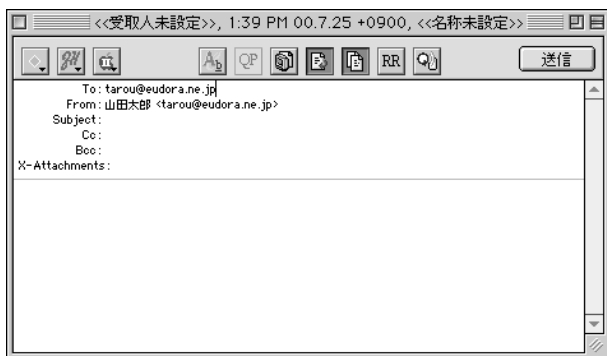 <<受取人未設定>>, 1:39 PM 00.7.25 +0900, <<名称未設定>>
QP RR 送信
To: tarou@eudora.ne.jp
From: 山田太郎 <tarou@eudora.ne.jp>
Subject:
Cc:
Bcc:
X-Attachments: